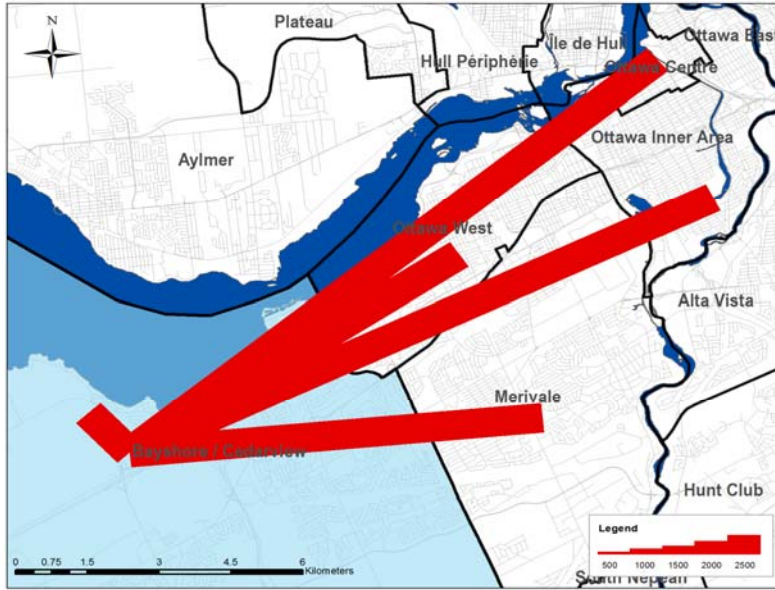 N
Plateau
Île de Hull
Ottawa East
Hull Périphérie
Ottawa Centre
Ottawa Inner Area
Aylmer
Ottawa West
Alta Vista
Merivale
Bayshore / Cedarview
Hunt Club
Legend
500 1000 1500 2000 2500
South Nepean
0 0.75 1.5 3 4.5 6
Kilometers